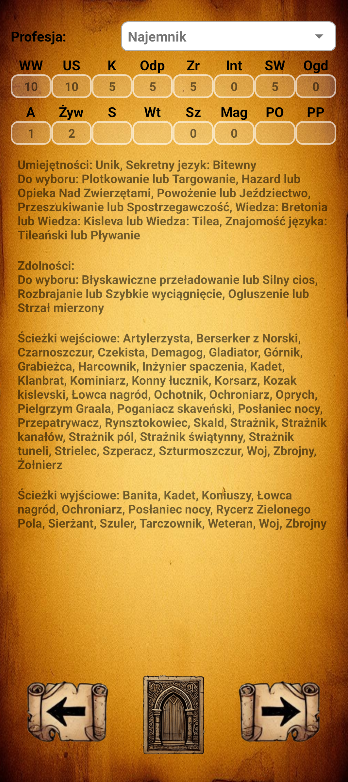 Profesja: Najemnik
WW US K Odp Zr Int SW Ogd
10 10 5 5 5 0 5 0
A Żyw S Wt Sz Mag PO PP
1 2 0 0
Umiejętności: Unik, Sekretny jezyk: Bitewny
Do wyboru: Plotkowanie lub Targowanie, Hazard lub
Opieka Nad Zwierzętami, Powożenie lub Jeździectwo,
Przeszukiwanie lub Spostrzegawczość, Wiedza: Bretonia
lub Wiedza: Kisleva lub Wiedza: Tilea, Znajomość języka:
Tileański lub Pływanie
Zdolności:
Do wyboru: Błyskawiczne przeładowanie lub Silny cios,
Rozbrajanie lub Szybkie wyciągnięcie, Ogluszenie lub
Strzał mierzony
Ścieżki wejściowe: Artylerzysta, Berserker z Norski,
Czarnoszczur, Czekista, Demagog, Gladiator, Górnik,
Grabieżca, Harcownik, Inżynier spaczenia, Kadet,
Klanbrat, Kominiarz, Konny łucznik, Korsarz, Kozak
kislevski, Łowca nagród, Ochotnik, Ochroniarz, Oprych,
Pielgrzym Graala, Poganiacz skaveński, Posłaniec nocy,
Przepatrywacz, Rynsztokowiec, Skald, Strażnik, Strażnik
kanałów, Strażnik pól, Strażnik świątynny, Strażnik
tuneli, Strielec, Szperacz, Szturmoszczur, Woj, Zbrojny,
Żołnierz
Ścieżki wyjściowe: Banita, Kadet, Koniuszy, Łowca
nagród, Ochroniarz, Posłaniec nocy, Rycerz Zielonego
Pola, Sierżant, Szuler, Tarczownik, Weteran, Woj, Zbrojny